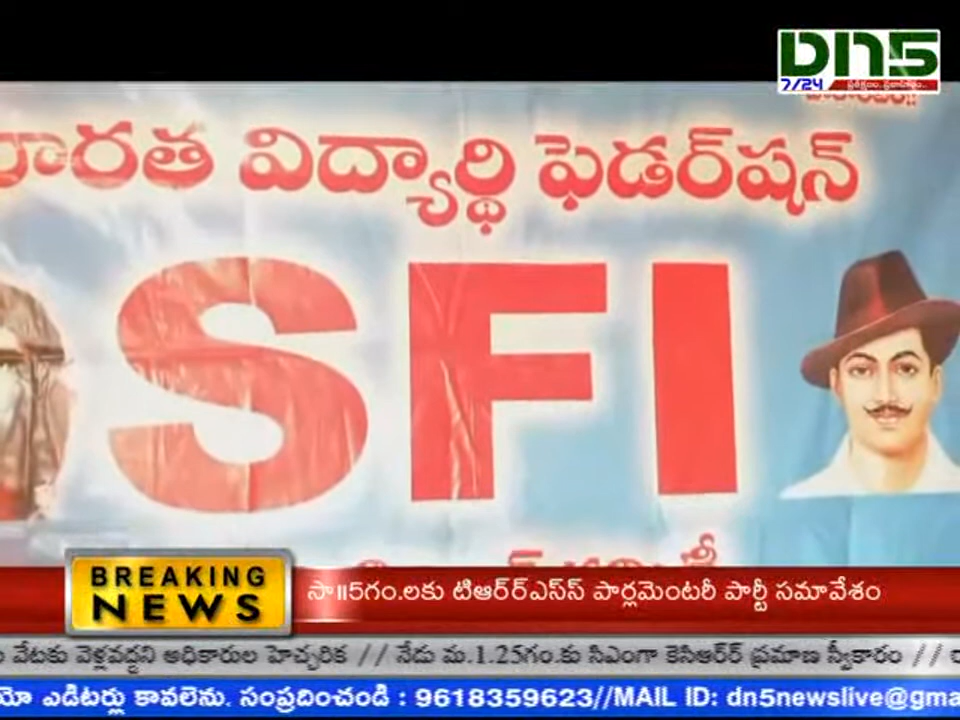 DN5
7/24
భారత విద్యార్థి ఫెడర్‌షన్
SFI
BREAKING
NEWS
సా॥5గం.లకు టిఆర్ఎస్ పార్లమెంటరీ పార్టీ సమావేశం
వేటకు వెళ్లవద్దని అధికారుల హెచ్చరిక // నేడు మ.1.25గం.కు సిఎంగా కెసిఆర్ ప్రమాణ స్వీకారం //
ఎడిటర్లు కావలెను. సంప్రదించండి : 9618359623//MAIL ID: dn5newslive@gma